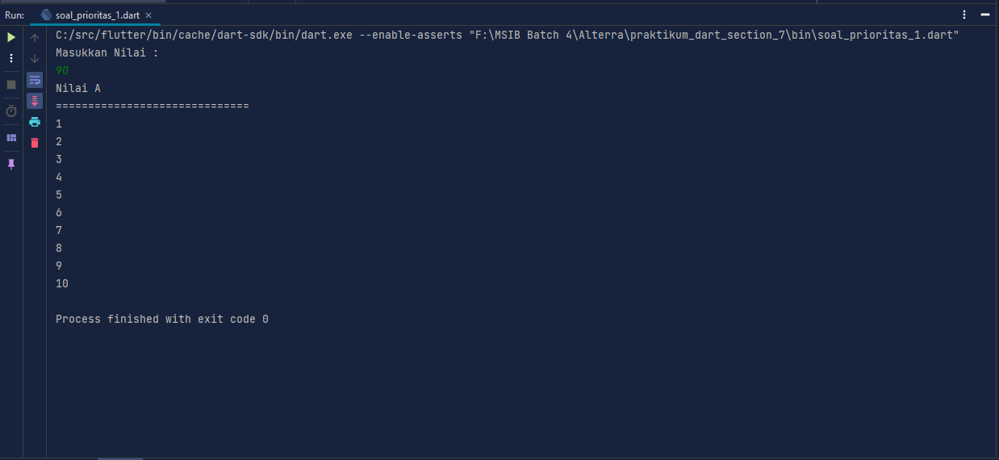 Run: soal_prioritas_1.dart
C:/src/flutter/bin/cache/dart-sdk/bin/dart.exe --enable-asserts "F:\MSIB Batch 4\Alterra\praktikum_dart_section_7\bin\soal_prioritas_1.dart"
Masukkan Nilai :
90
Nilai A
==============================
1
2
3
4
5
6
7
8
9
10
Process finished with exit code 0